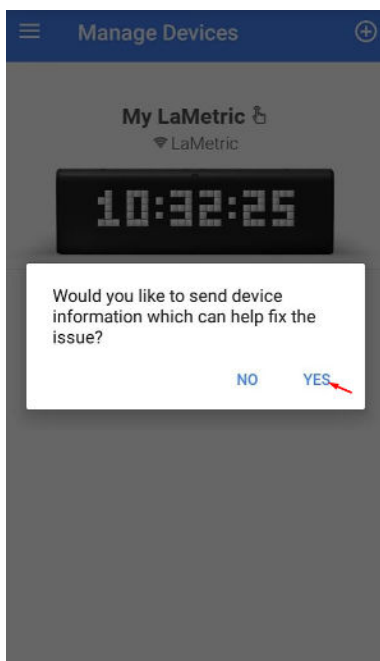 Manage Devices
My LaMetric
LaMetric
10:32:25
Would you like to send device
information which can help fix the
issue?
NO YES